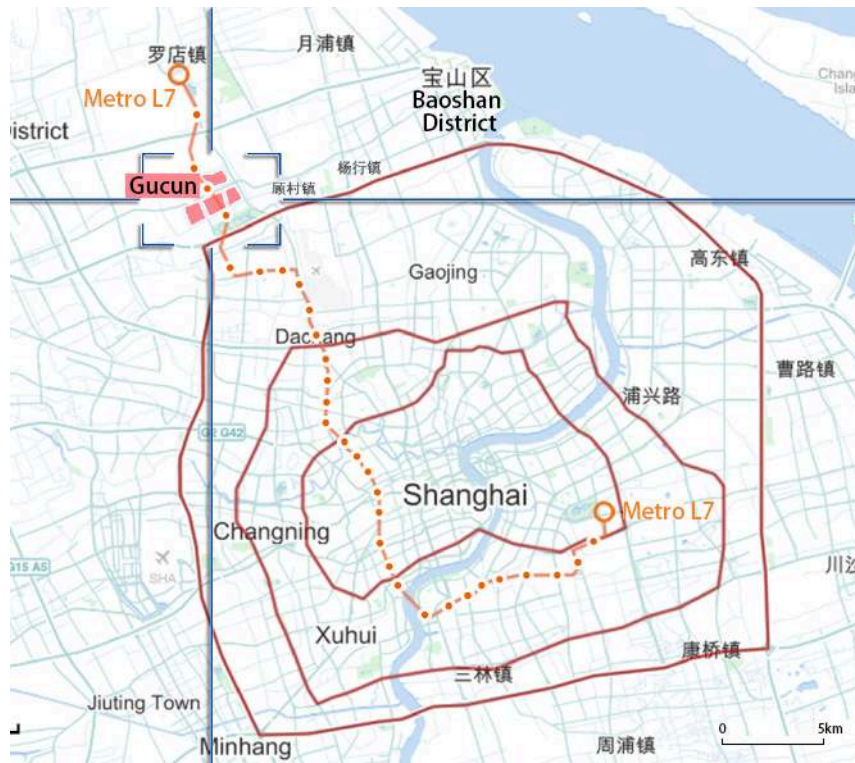 罗店镇
月浦镇
Metro L7
宝山区
Baoshan
District
District
杨行镇
Gucun
顾村镇
高东镇
Gaojing
Dachang
曹路镇
浦兴路
G2 G42
Shanghai
Metro L7
Changning
SHA
G15 A5
川沙
Xuhui
康桥镇
三林镇
Jiuting Town
Minhang
周浦镇
0 5km